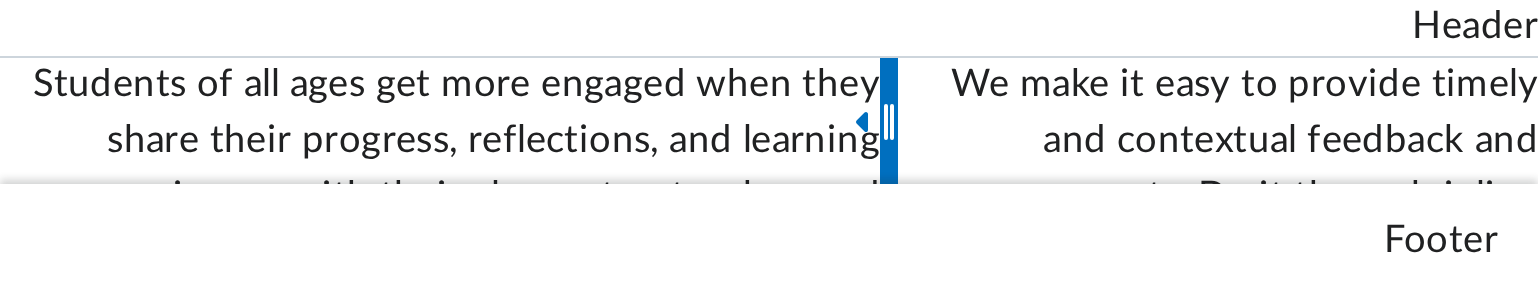 Header
Students of all ages get more engaged when they
share their progress, reflections, and learning
We make it easy to provide timely
and contextual feedback and
Footer